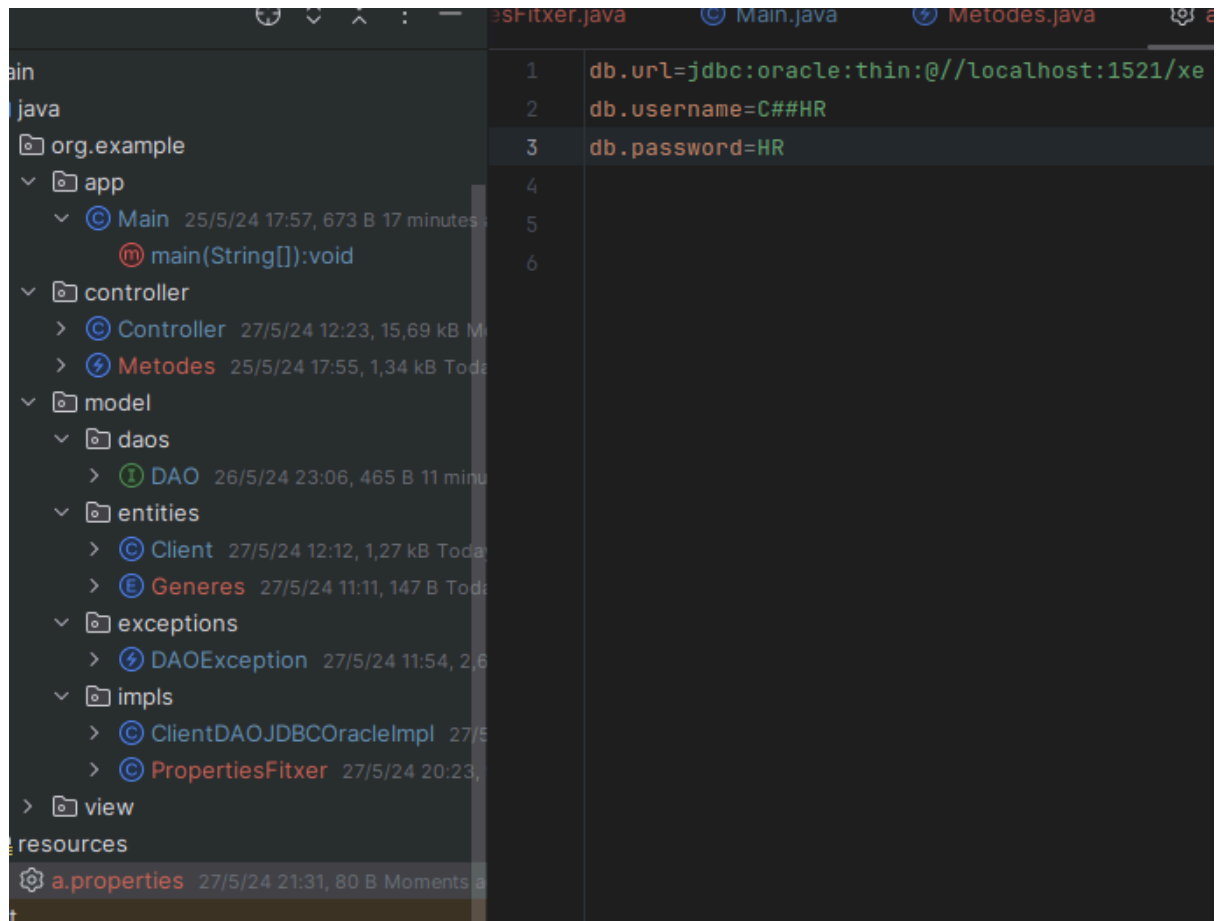 esFitxer.java Main.java Metodes.java
ain
java
org.example
app
Main 25/5/24 17:57, 673 B 17 minutes
main(String[]):void
controller
Controller 27/5/24 12:23, 15,69 kB M
Metodes 25/5/24 17:55, 1,34 kB Toda
model
daos
DAO 26/5/24 23:06, 465 B 11 minu
entities
Client 27/5/24 12:12, 1,27 kB Today
Generes 27/5/24 11:11, 147 B Toda
exceptions
DAOException 27/5/24 11:54, 2,6
impls
ClientDAOJDBCOracleImpl 27/5
PropertiesFitxer 27/5/24 20:23,
view
resources
a.properties 27/5/24 21:31, 80 B Moments a
1 db.url=jdbc:oracle:thin:@//localhost:1521/xe
2 db.username=C##HR
3 db.password=HR
4
5
6